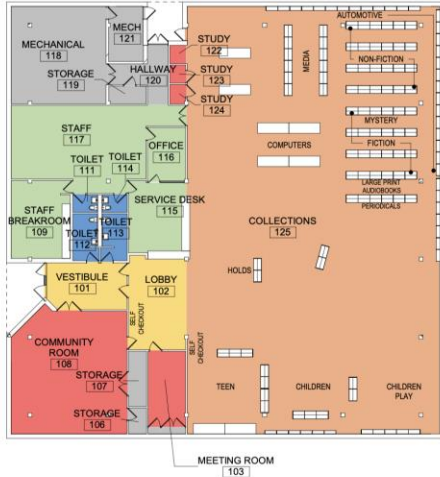 AUTOMOTIVE
MECH
121
STUDY
122
MECHANICAL
118
HALLWAY
120
STUDY
123
NON-FICTION
MEDIA
STORAGE
119
STUDY
124
MYSTERY
STAFF
117
OFFICE
116
COMPUTERS
FICTION
TOILET
111
TOILET
114
LARGE PRINT
AUDIOBOOKS
PERIODICALS
STAFF
BREAKROOM
109
SERVICE DESK
115
TOILET
113
TOILET
112
COLLECTIONS
125
VESTIBULE
101
LOBBY
102
HOLDS
SELF
CHECKOUT
SELF
CHECKOUT
COMMUNITY
ROOM
108
STORAGE
107
TEEN
CHILDREN
CHILDREN
PLAY
STORAGE
106
MEETING ROOM
103